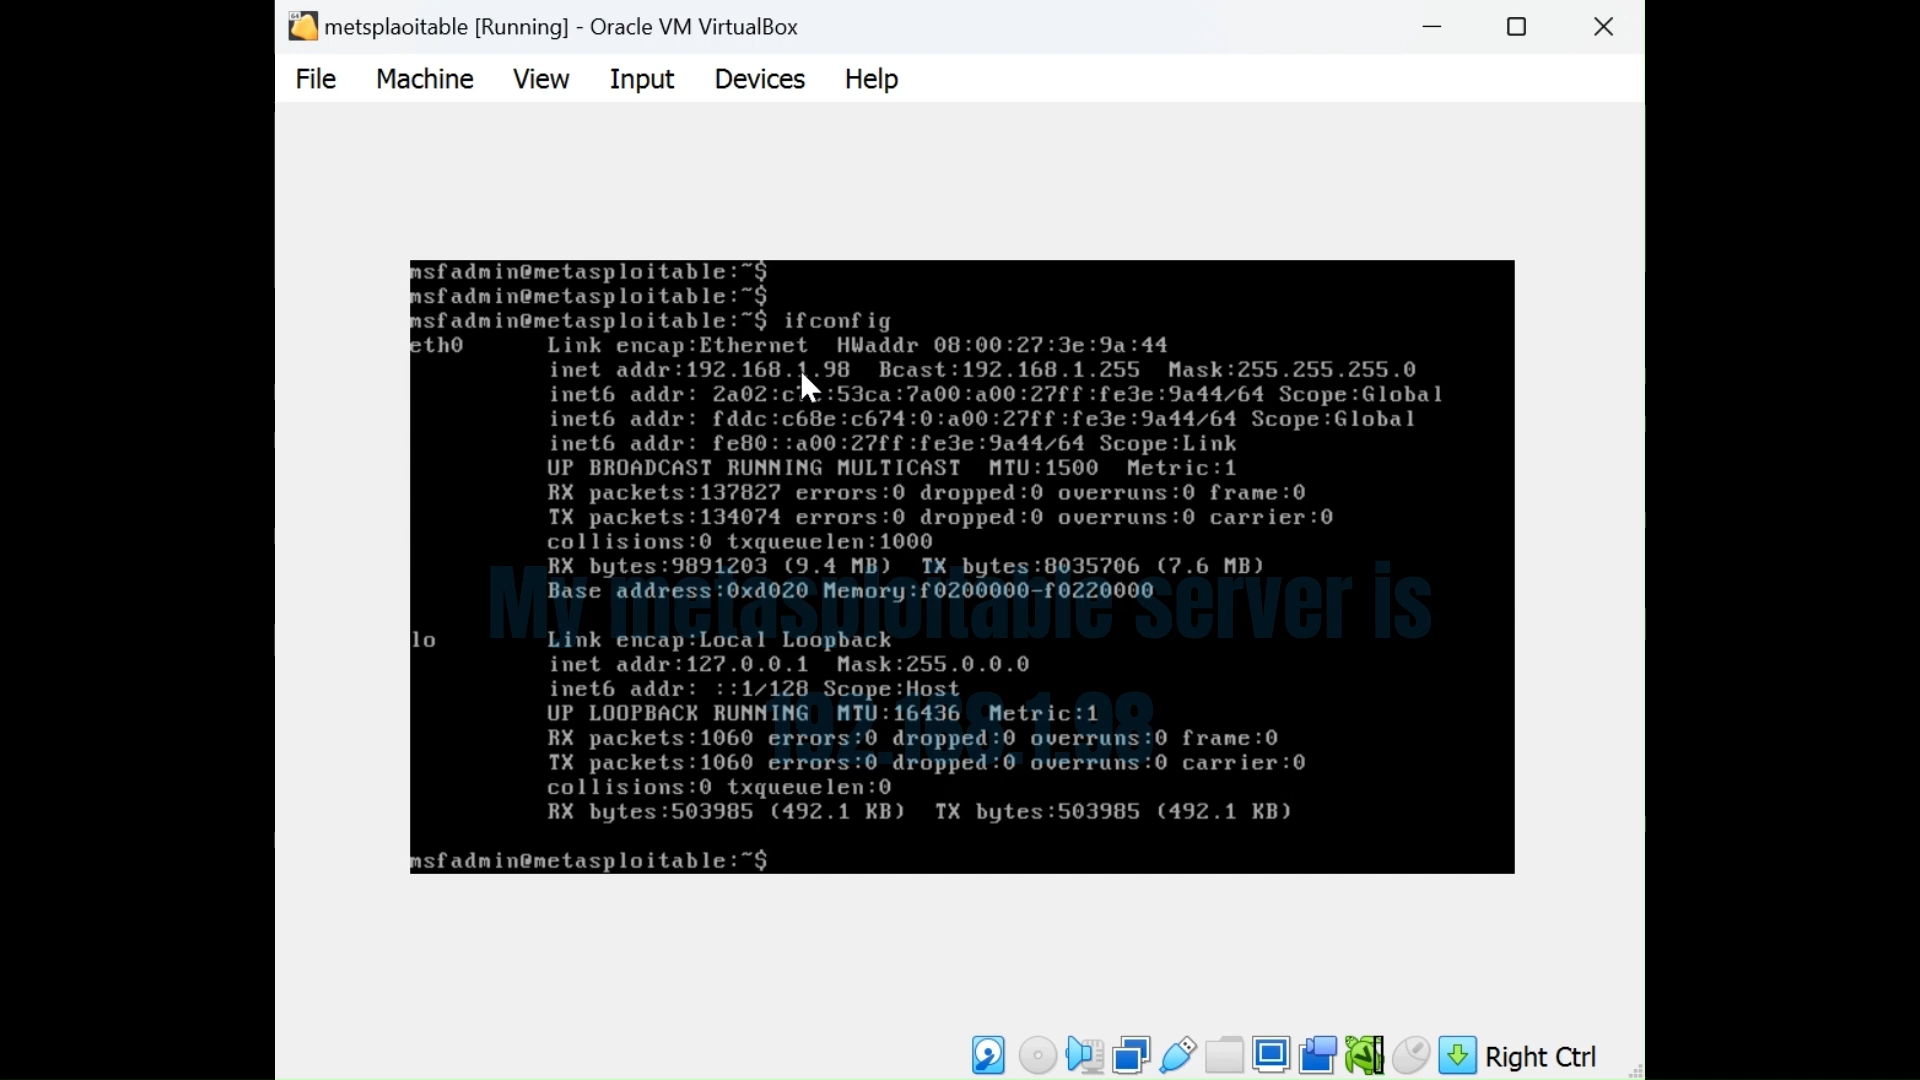 metsplaoitable [Running] - Oracle VM VirtualBox
File Machine View Input Devices Help
msfadmin@metasploitable:~$
msfadmin@metasploitable:~$
msfadmin@metasploitable:~$ ifconfig
eth0 Link encap:Ethernet HWaddr 08:00:27:3e:9a:44
inet addr:192.168.1.98 Bcast:192.168.1.255 Mask:255.255.255.0
inet6 addr: Scope:Global
inet6 addr: fddc:c68e:c674:0:a00:27ff:fe3e:9a44/64 Scope:Global
inet6 addr: fe80::a00:27ff:fe3e:9a44/64 Scope:Link
UP BROADCAST RUNNING MULTICAST MTU:1500 Metric:1
RX packets:137827 errors:0 dropped:0 overruns:0 frame:0
TX packets:134074 errors:0 dropped:0 overruns:0 carrier:0
collisions:0 txqueuelen:1000
RX bytes:9891203 (9.4 MB) TX bytes:8035706 (7.6 MB)
Base address:0xd020 Memory:f0200000-f0220000
My metasploitable server is
lo Link encap:Local Loopback
inet addr:127.0.0.1 Mask:255.0.0.0
inet6 addr: ::1/128 Scope:Host
UP LOOPBACK RUNNING MTU:16436 Metric:1
192.168.1.98
RX packets:1060 errors:0 dropped:0 overruns:0 frame:0
TX packets:1060 errors:0 dropped:0 overruns:0 carrier:0
collisions:0 txqueuelen:0
RX bytes:503985 (492.1 KB) TX bytes:503985 (492.1 KB)
msfadmin@metasploitable:~$
Right Ctrl